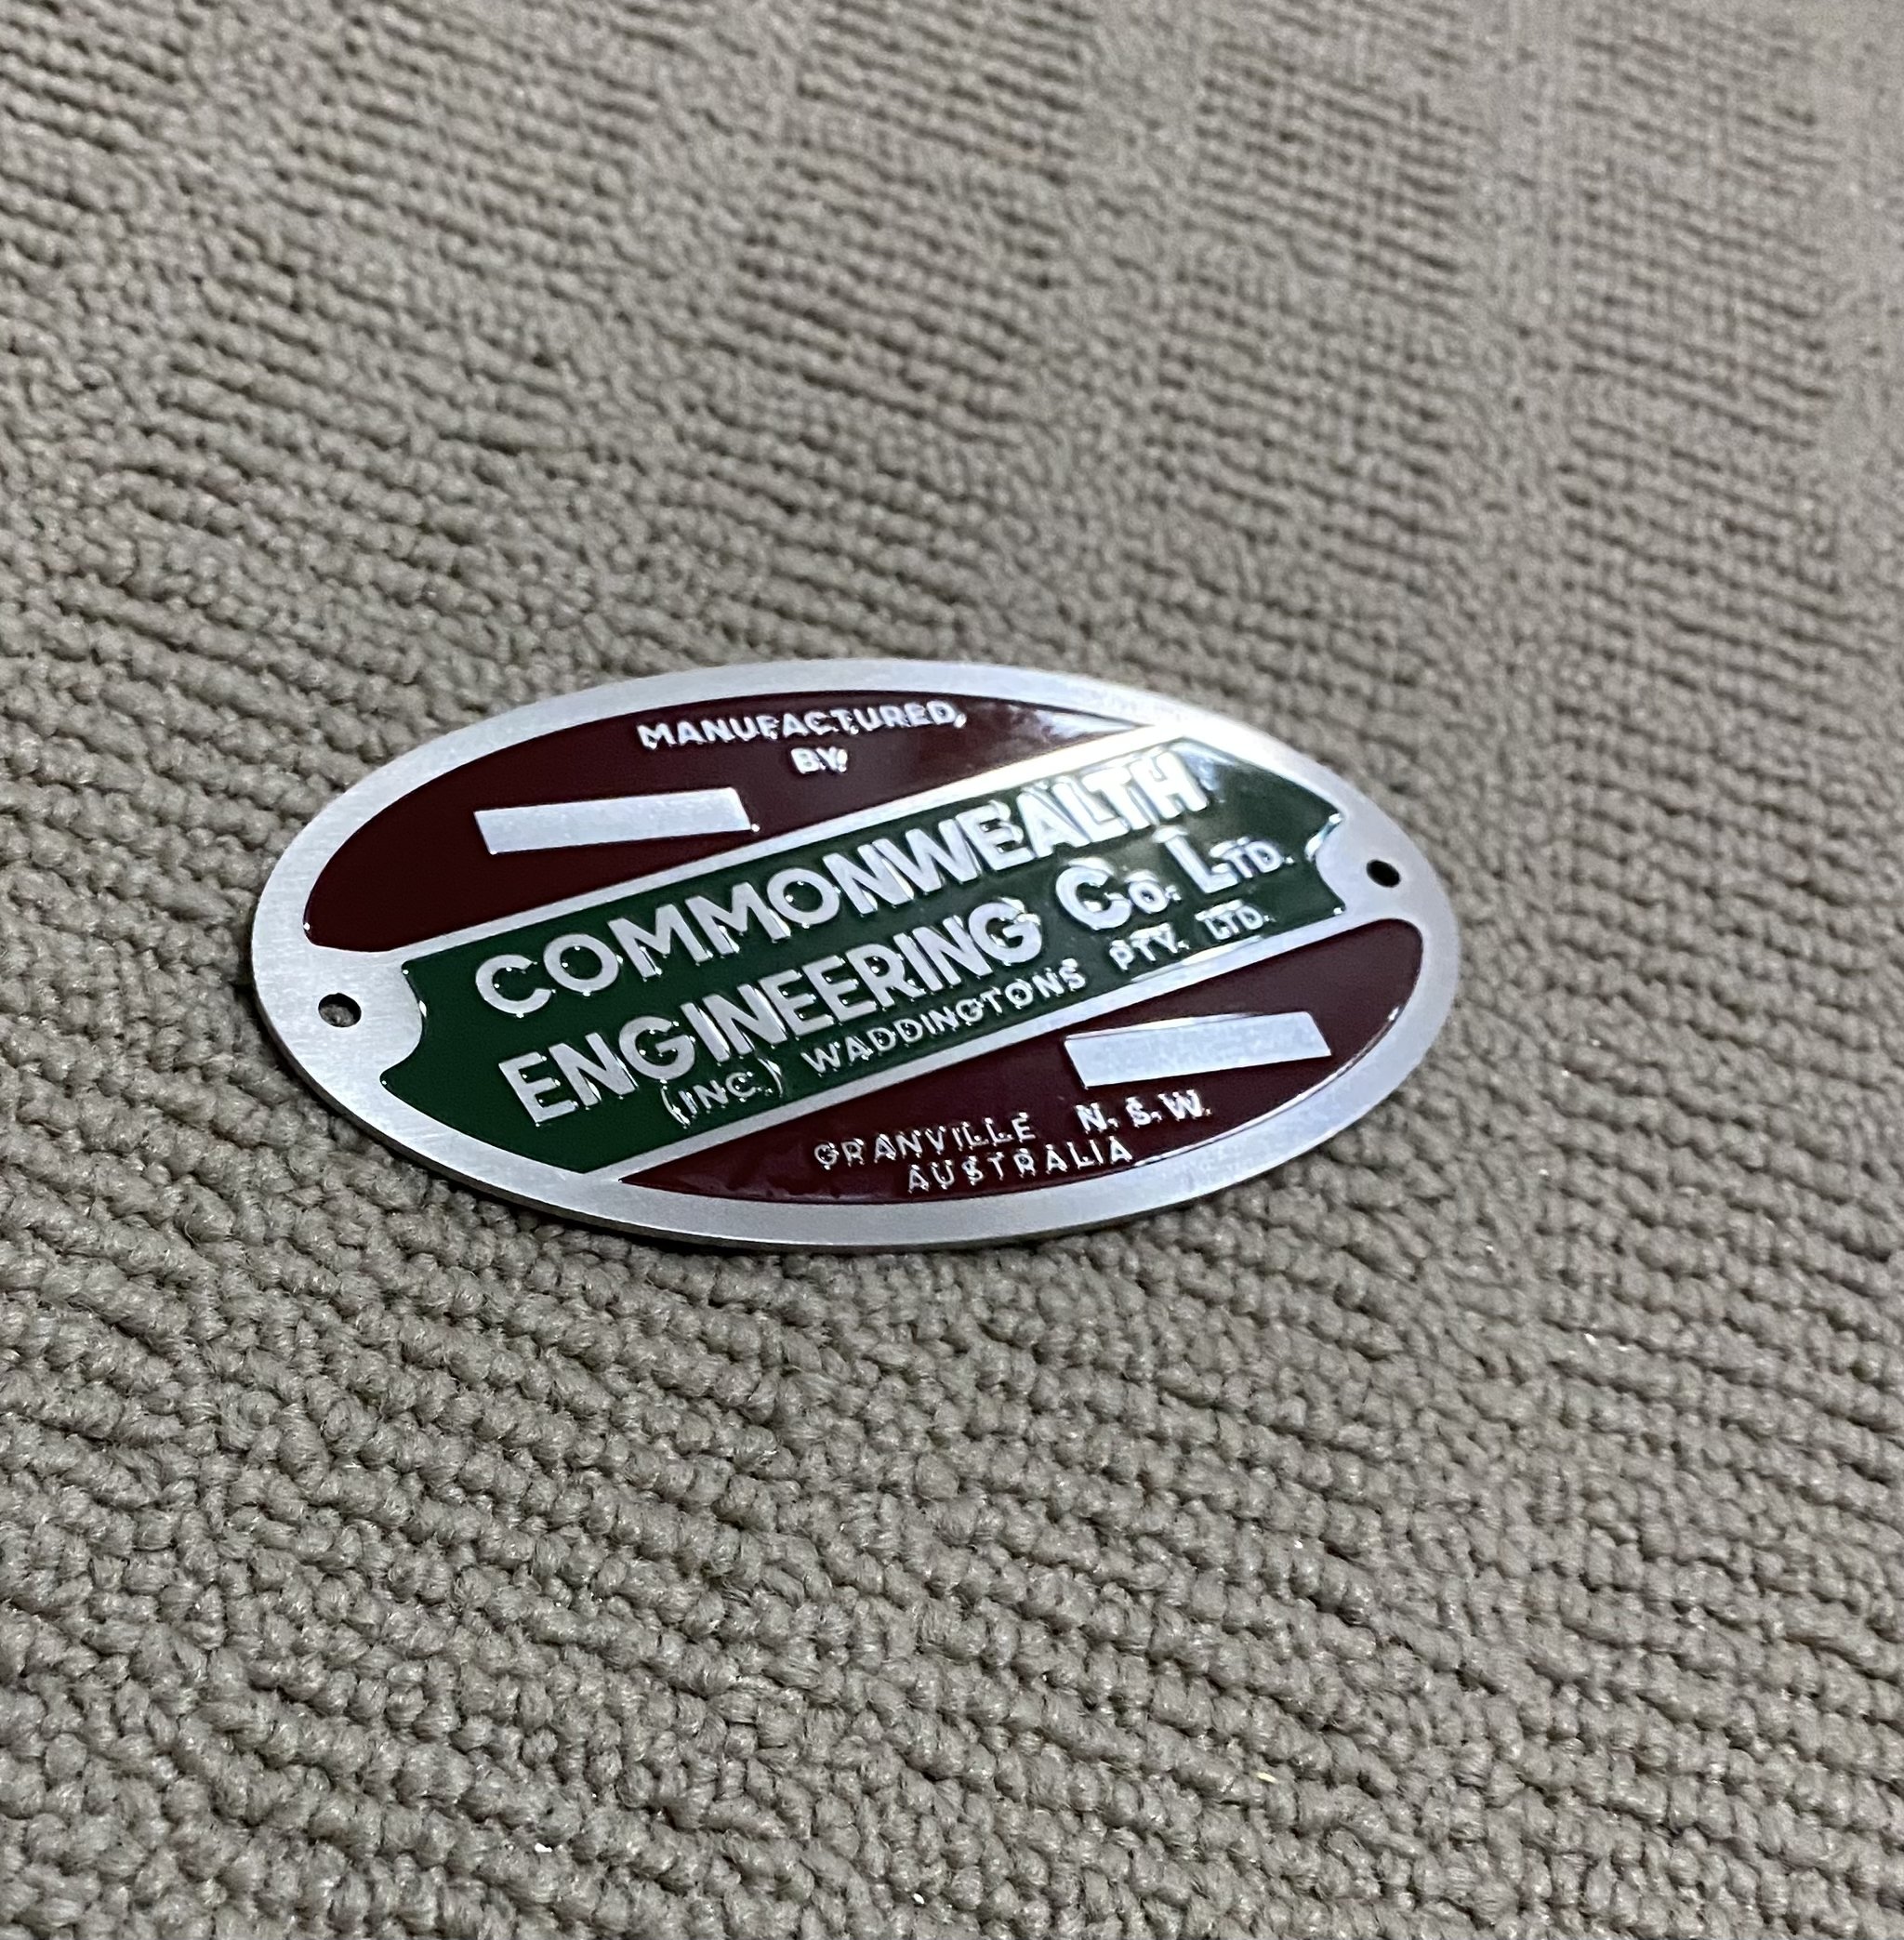 MANUFACTURED
BY
COMMONWEALTH
ENGINEERING Co. LTD.
(INC.) WADDINGTONS PTY. LTD.
GRANVILLE N.S.W.
AUSTRALIA